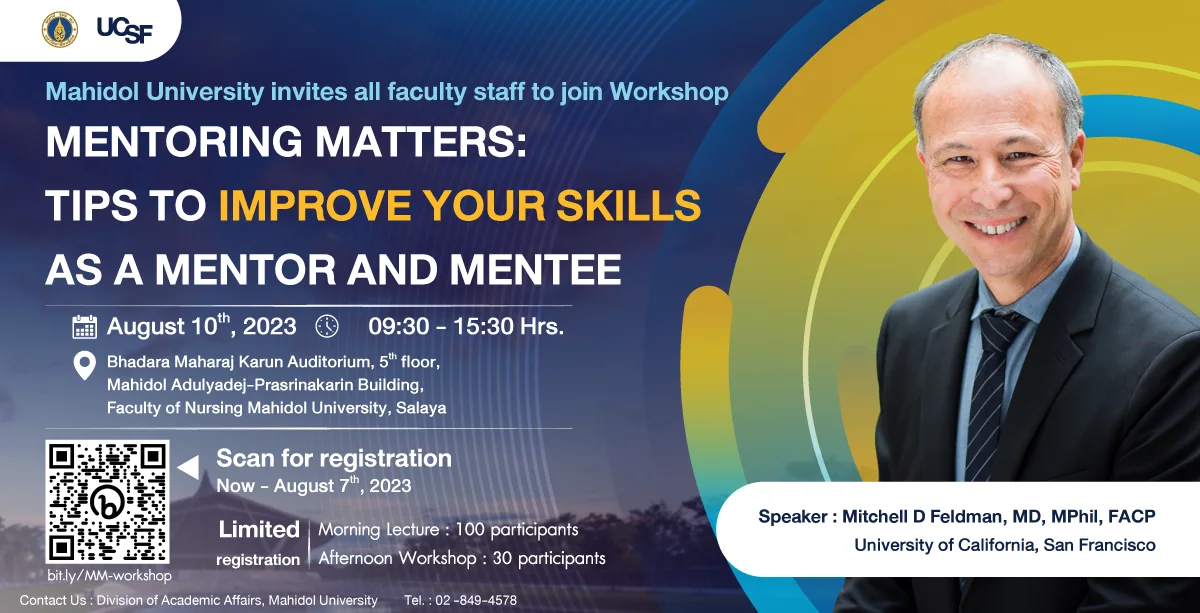 UCSF
Mahidol University invites all faculty staff to join Workshop
MENTORING MATTERS:
TIPS TO IMPROVE YOUR SKILLS
AS A MENTOR AND MENTEE
August 10th, 2023 09:30 - 15:30 Hrs.
Bhadara Maharaj Karun Auditorium, 5th floor,
Mahidol Adulyadej-Prasrinakarin Building,
Faculty of Nursing Mahidol University, Salaya
Scan for registration
Now - August 7th, 2023
Limited registration
Morning Lecture : 100 participants
Afternoon Workshop : 30 participants
bit.ly/MM-workshop
Speaker : Mitchell D Feldman, MD, MPhil, FACP
University of California, San Francisco
Contact Us : Division of Academic Affairs, Mahidol University Tel. : 02 -849-4578